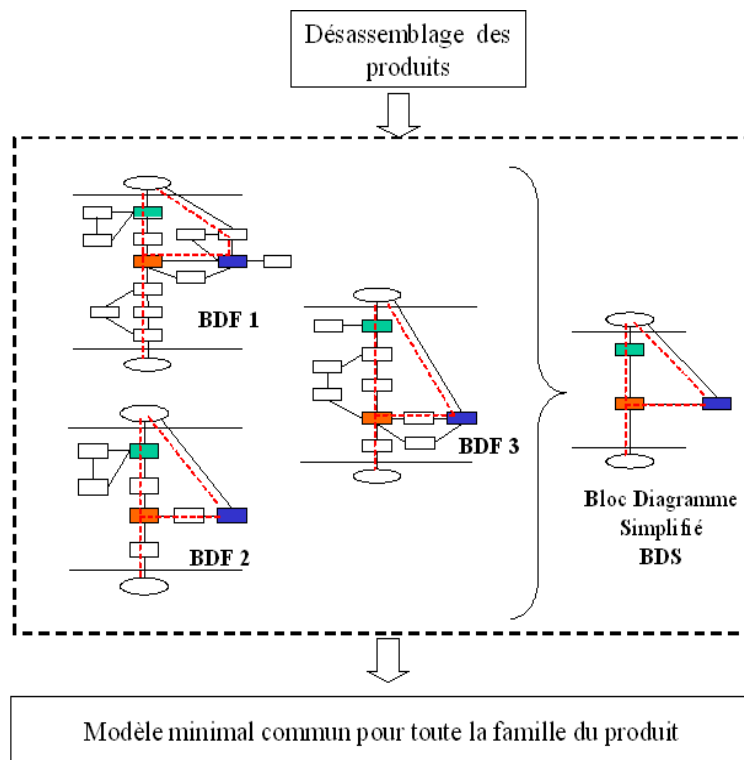 Désassemblage des
produits
BDF 1
BDF 2
BDF 3
Bloc Diagramme
Simplifié
BDS
Modèle minimal commun pour toute la famille du produit